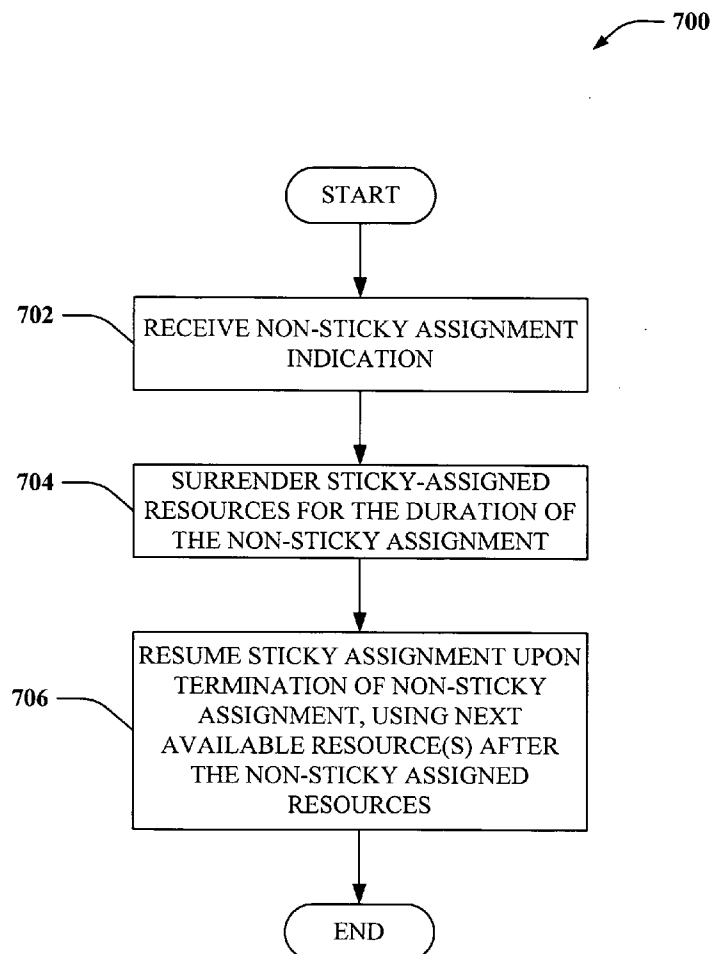 700
START
702
RECEIVE NON-STICKY ASSIGNMENT
INDICATION
704
SURRENDER STICKY-ASSIGNED
RESOURCES FOR THE DURATION OF
THE NON-STICKY ASSIGNMENT
706
RESUME STICKY ASSIGNMENT UPON
TERMINATION OF NON-STICKY
ASSIGNMENT, USING NEXT
AVAILABLE RESOURCE(S) AFTER
THE NON-STICKY ASSIGNED
RESOURCES
END